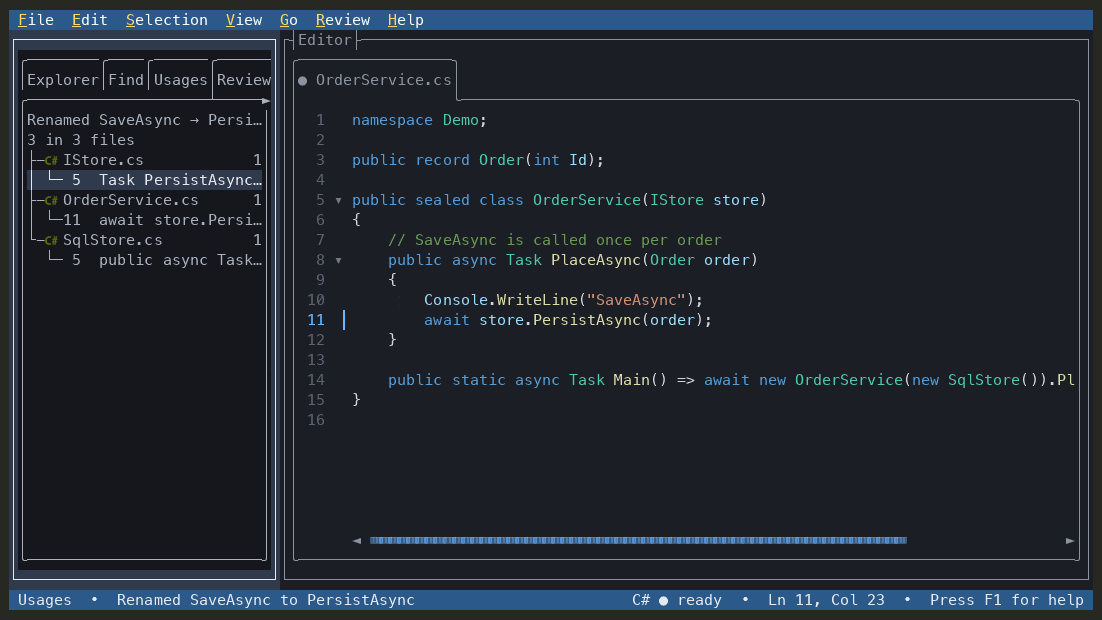 File Edit Selection View Go Review Help
Editor
Explorer Find Usages Review
● OrderService.cs
Renamed SaveAsync → Persi…
3 in 3 files
C# IStore.cs 1
5 Task PersistAsync…
C# OrderService.cs 1
11 await store.Persi…
C# SqlStore.cs 1
5 public async Task…
1 namespace Demo;
2
3 public record Order(int Id);
4
5 ▾ public sealed class OrderService(IStore store)
6 {
7 // SaveAsync is called once per order
8 ▾ public async Task PlaceAsync(Order order)
9 {
10 Console.WriteLine("SaveAsync");
11 await store.PersistAsync(order);
12 }
13
14 public static async Task Main() => await new OrderService(new SqlStore()).Pl
15 }
16
Usages • Renamed SaveAsync to PersistAsync C# ● ready • Ln 11, Col 23 • Press F1 for help